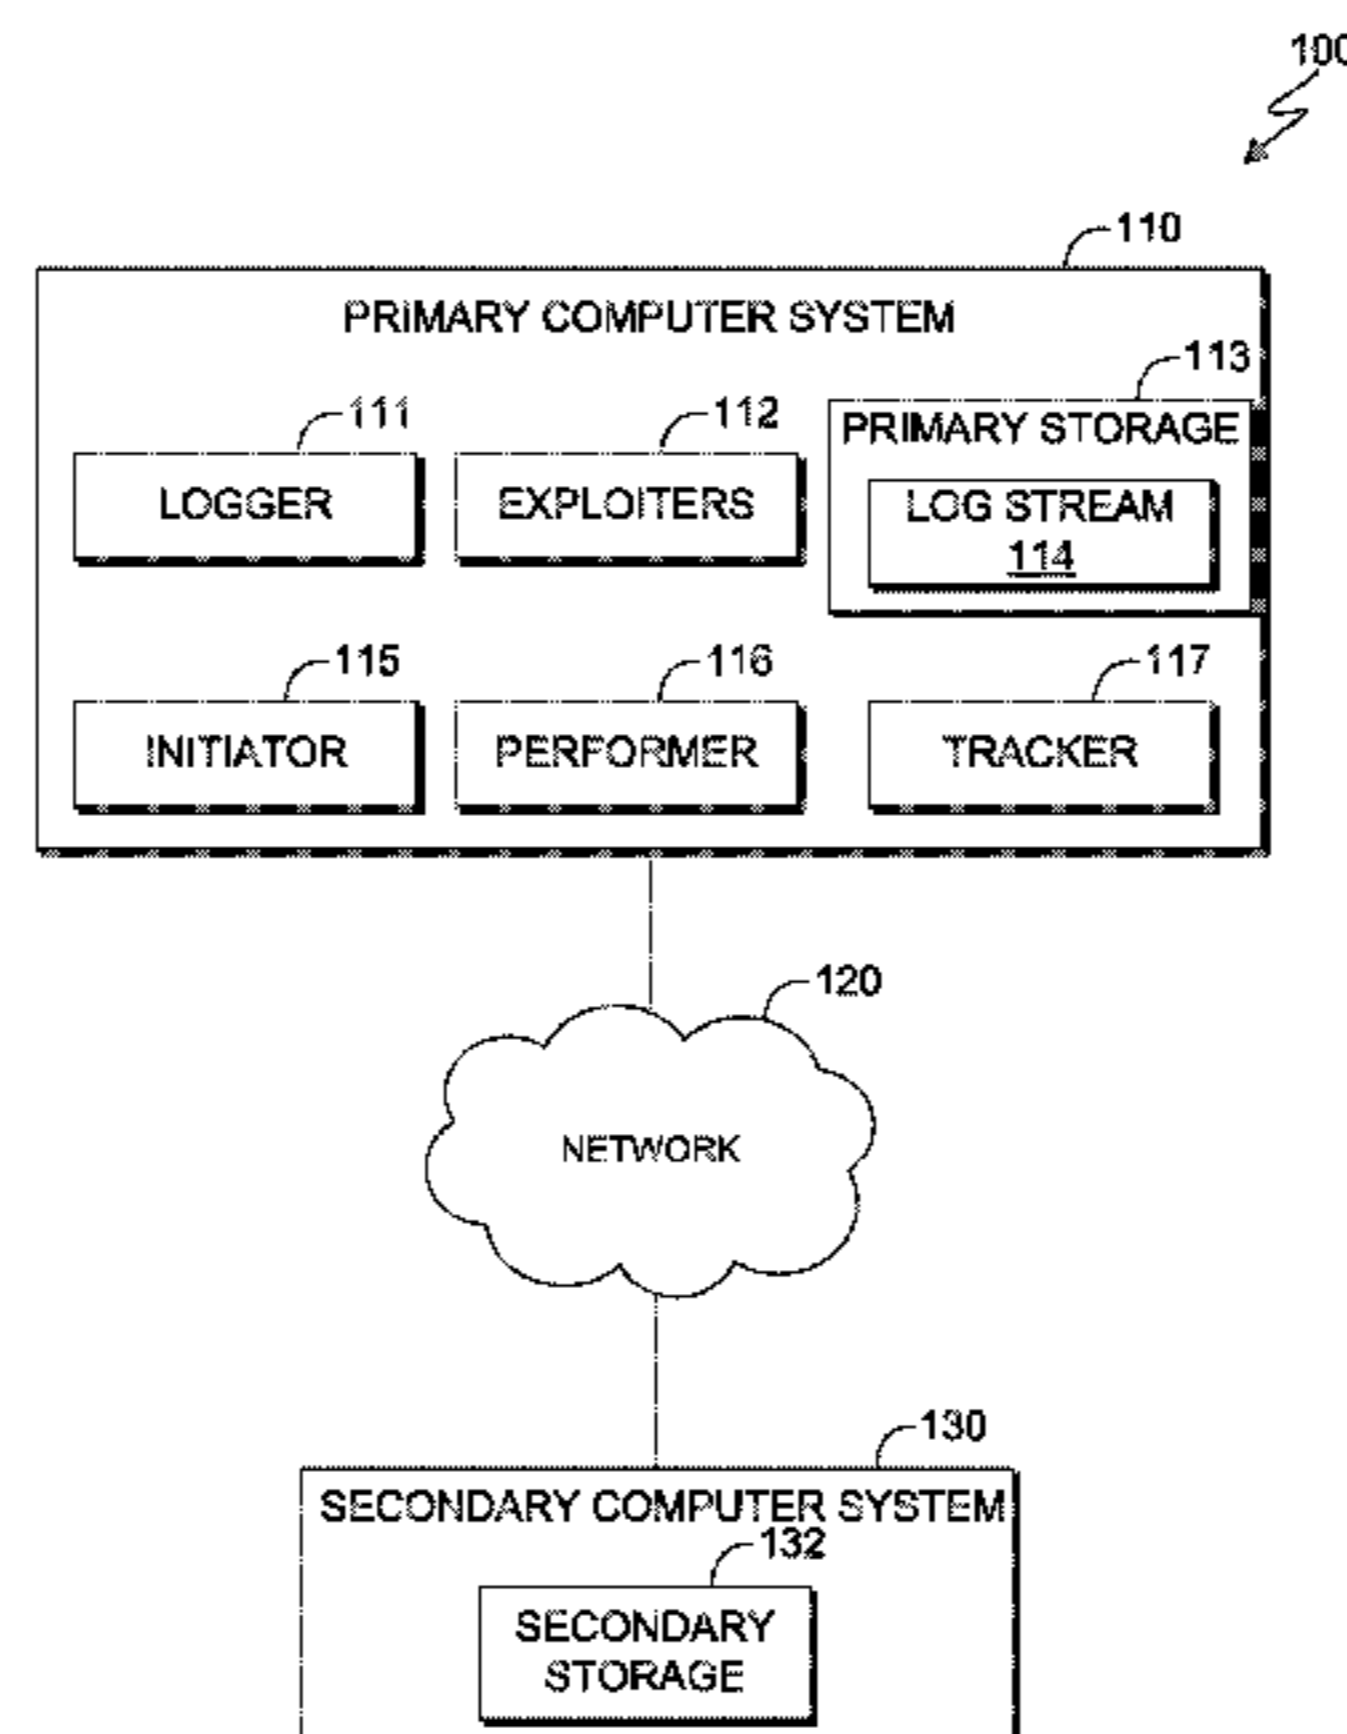 100
110
PRIMARY COMPUTER SYSTEM
113
111
112
PRIMARY STORAGE
LOGGER
EXPLOITERS
LOG STREAM
114
115
116
117
INITIATOR
PERFORMER
TRACKER
120
NETWORK
130
SECONDARY COMPUTER SYSTEM
132
SECONDARY
STORAGE